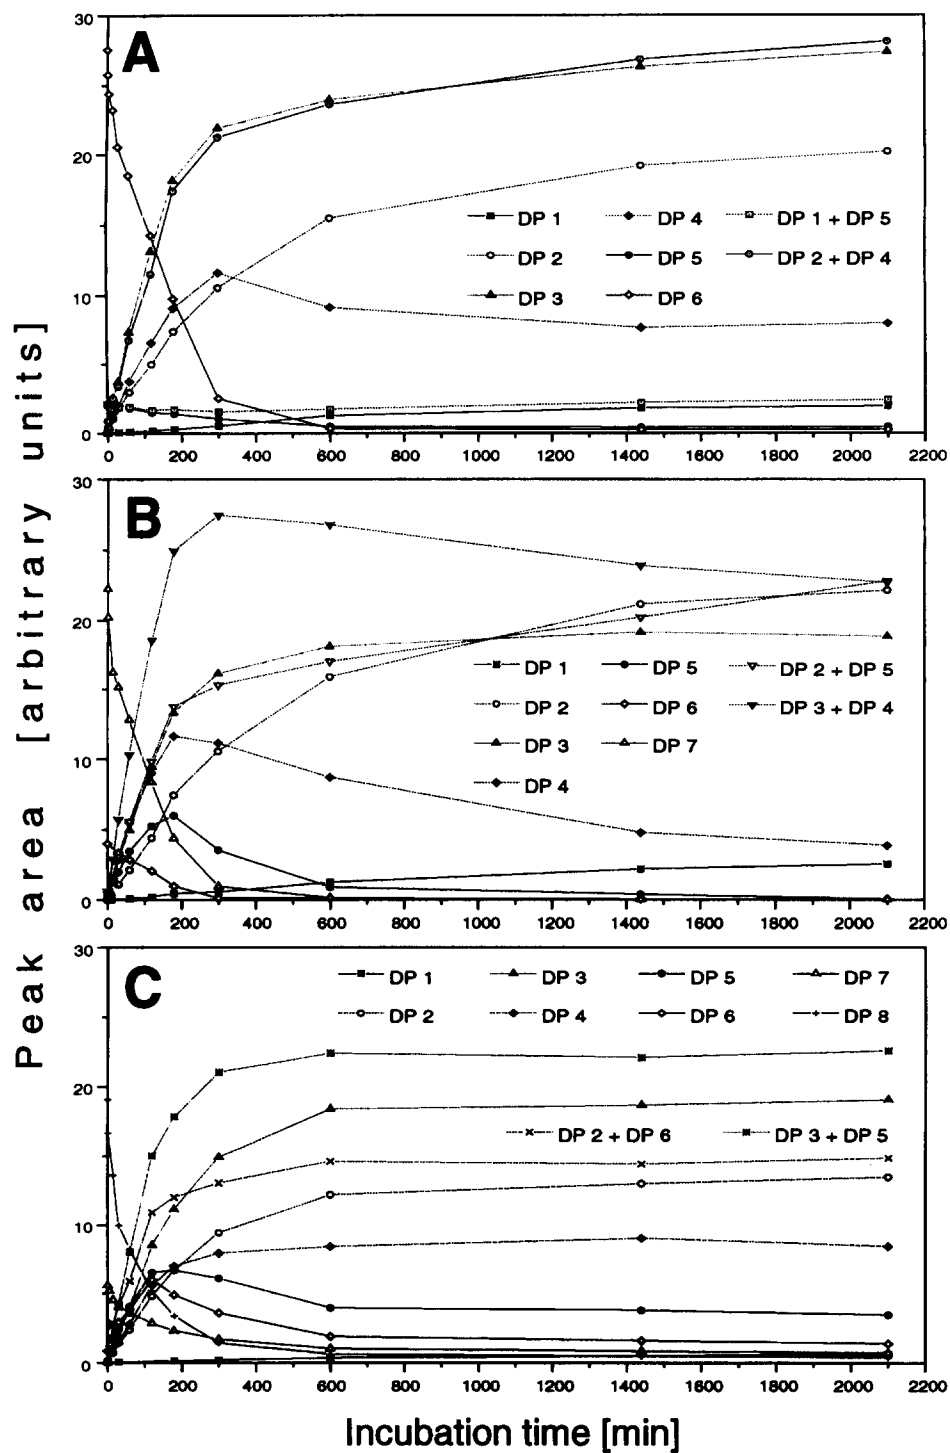 30
A
20
DP 1
DP 4
DP 1 + DP 5
DP 2
DP 5
DP 2 + DP 4
10
DP 3
DP 6
0
0 200 400 600 800 1000 1200 1400 1600 1800 2000 2200
30
B
20
DP 1
DP 5
DP 2 + DP 5
DP 2
DP 6
DP 3 + DP 4
DP 3
DP 7
10
DP 4
0
0 200 400 600 800 1000 1200 1400 1600 1800 2000 2200
30
C
DP 1
DP 3
DP 5
DP 7
DP 2
DP 4
DP 6
DP 8
20
DP 2 + DP 6
DP 3 + DP 5
10
0
0 200 400 600 800 1000 1200 1400 1600 1800 2000 2200
Peak area [arbitrary units]
Incubation time [min]